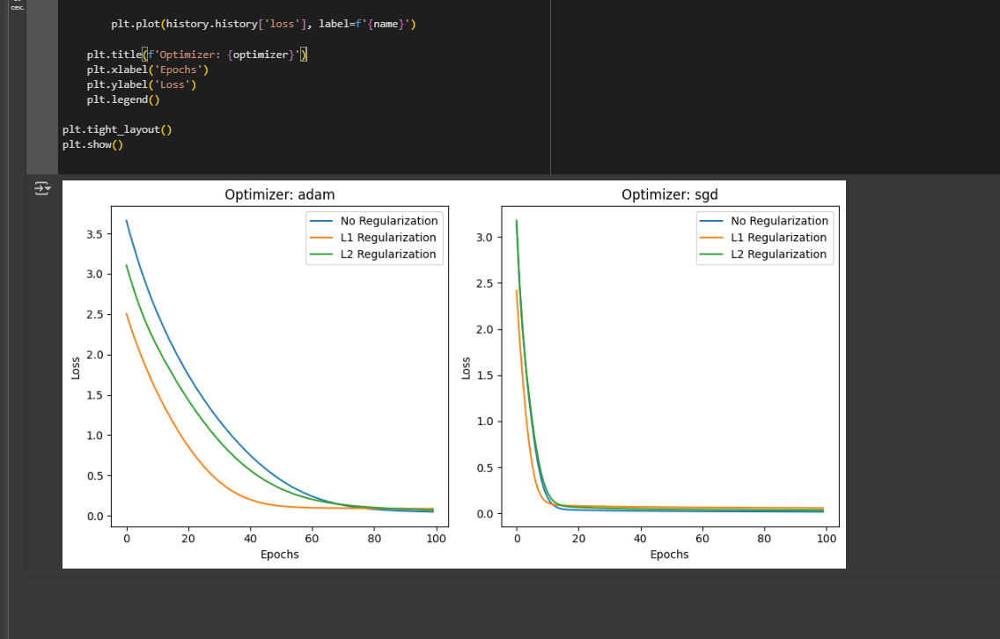 сек.
plt.plot(history.history['loss'], label=f'{name}')
plt.title(f'Optimizer: {optimizer}')
plt.xlabel('Epochs')
plt.ylabel('Loss')
plt.legend()
plt.tight_layout()
plt.show()
Optimizer: adam
No Regularization
L1 Regularization
L2 Regularization
3.5
3.0
2.5
2.0
1.5
1.0
0.5
0.0
Loss
0 20 40 60 80 100
Epochs
Optimizer: sgd
No Regularization
L1 Regularization
L2 Regularization
3.0
2.5
2.0
1.5
1.0
0.5
0.0
Loss
0 20 40 60 80 100
Epochs